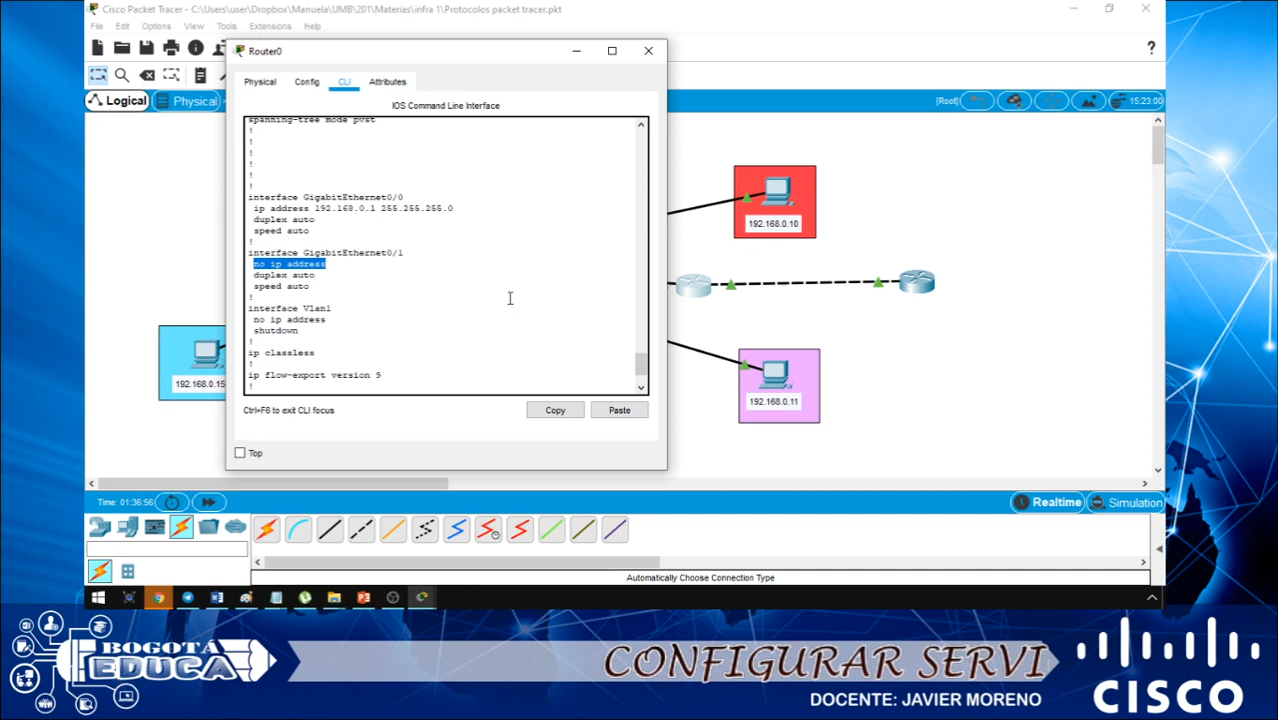 Cisco Packet Tracer - C:\Users\user\Dropbox\Manuela\UMB\201\Materias\infra 1\Protocolos packet tracer.pkt
File Edit Options View Tools Extensions Help
?
Router0
Physical Config CLI Attributes
IOS Command Line Interface
Logical
Physical
[Root]
15:23:00
spanning-tree mode pvst
!
!
!
!
!
!
interface GigabitEthernet0/0
ip address 192.168.0.1 255.255.255.0
duplex auto
speed auto
!
interface GigabitEthernet0/1
no ip address
duplex auto
speed auto
!
interface Vlan1
no ip address
shutdown
!
ip classless
!
ip flow-export version 9
!
Ctrl+F6 to exit CLI focus
Copy
Paste
Top
192.168.0.10
192.168.0.15
192.168.0.11
Time: 01:36:56
Realtime
Simulation
Automatically Choose Connection Type
BOGOTÁ
EDUCA
CONFIGURAR SERVI
DOCENTE: JAVIER MORENO
CISCO